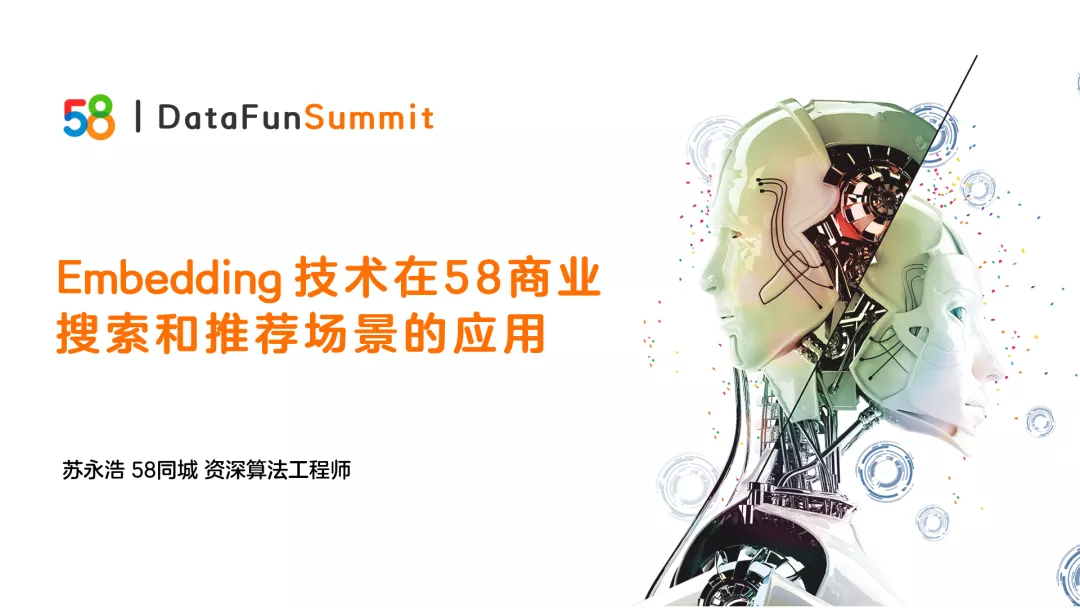 58 | DataFunSummit
Embedding 技术在58商业
搜索和推荐场景的应用
苏永浩 58同城 资深算法工程师